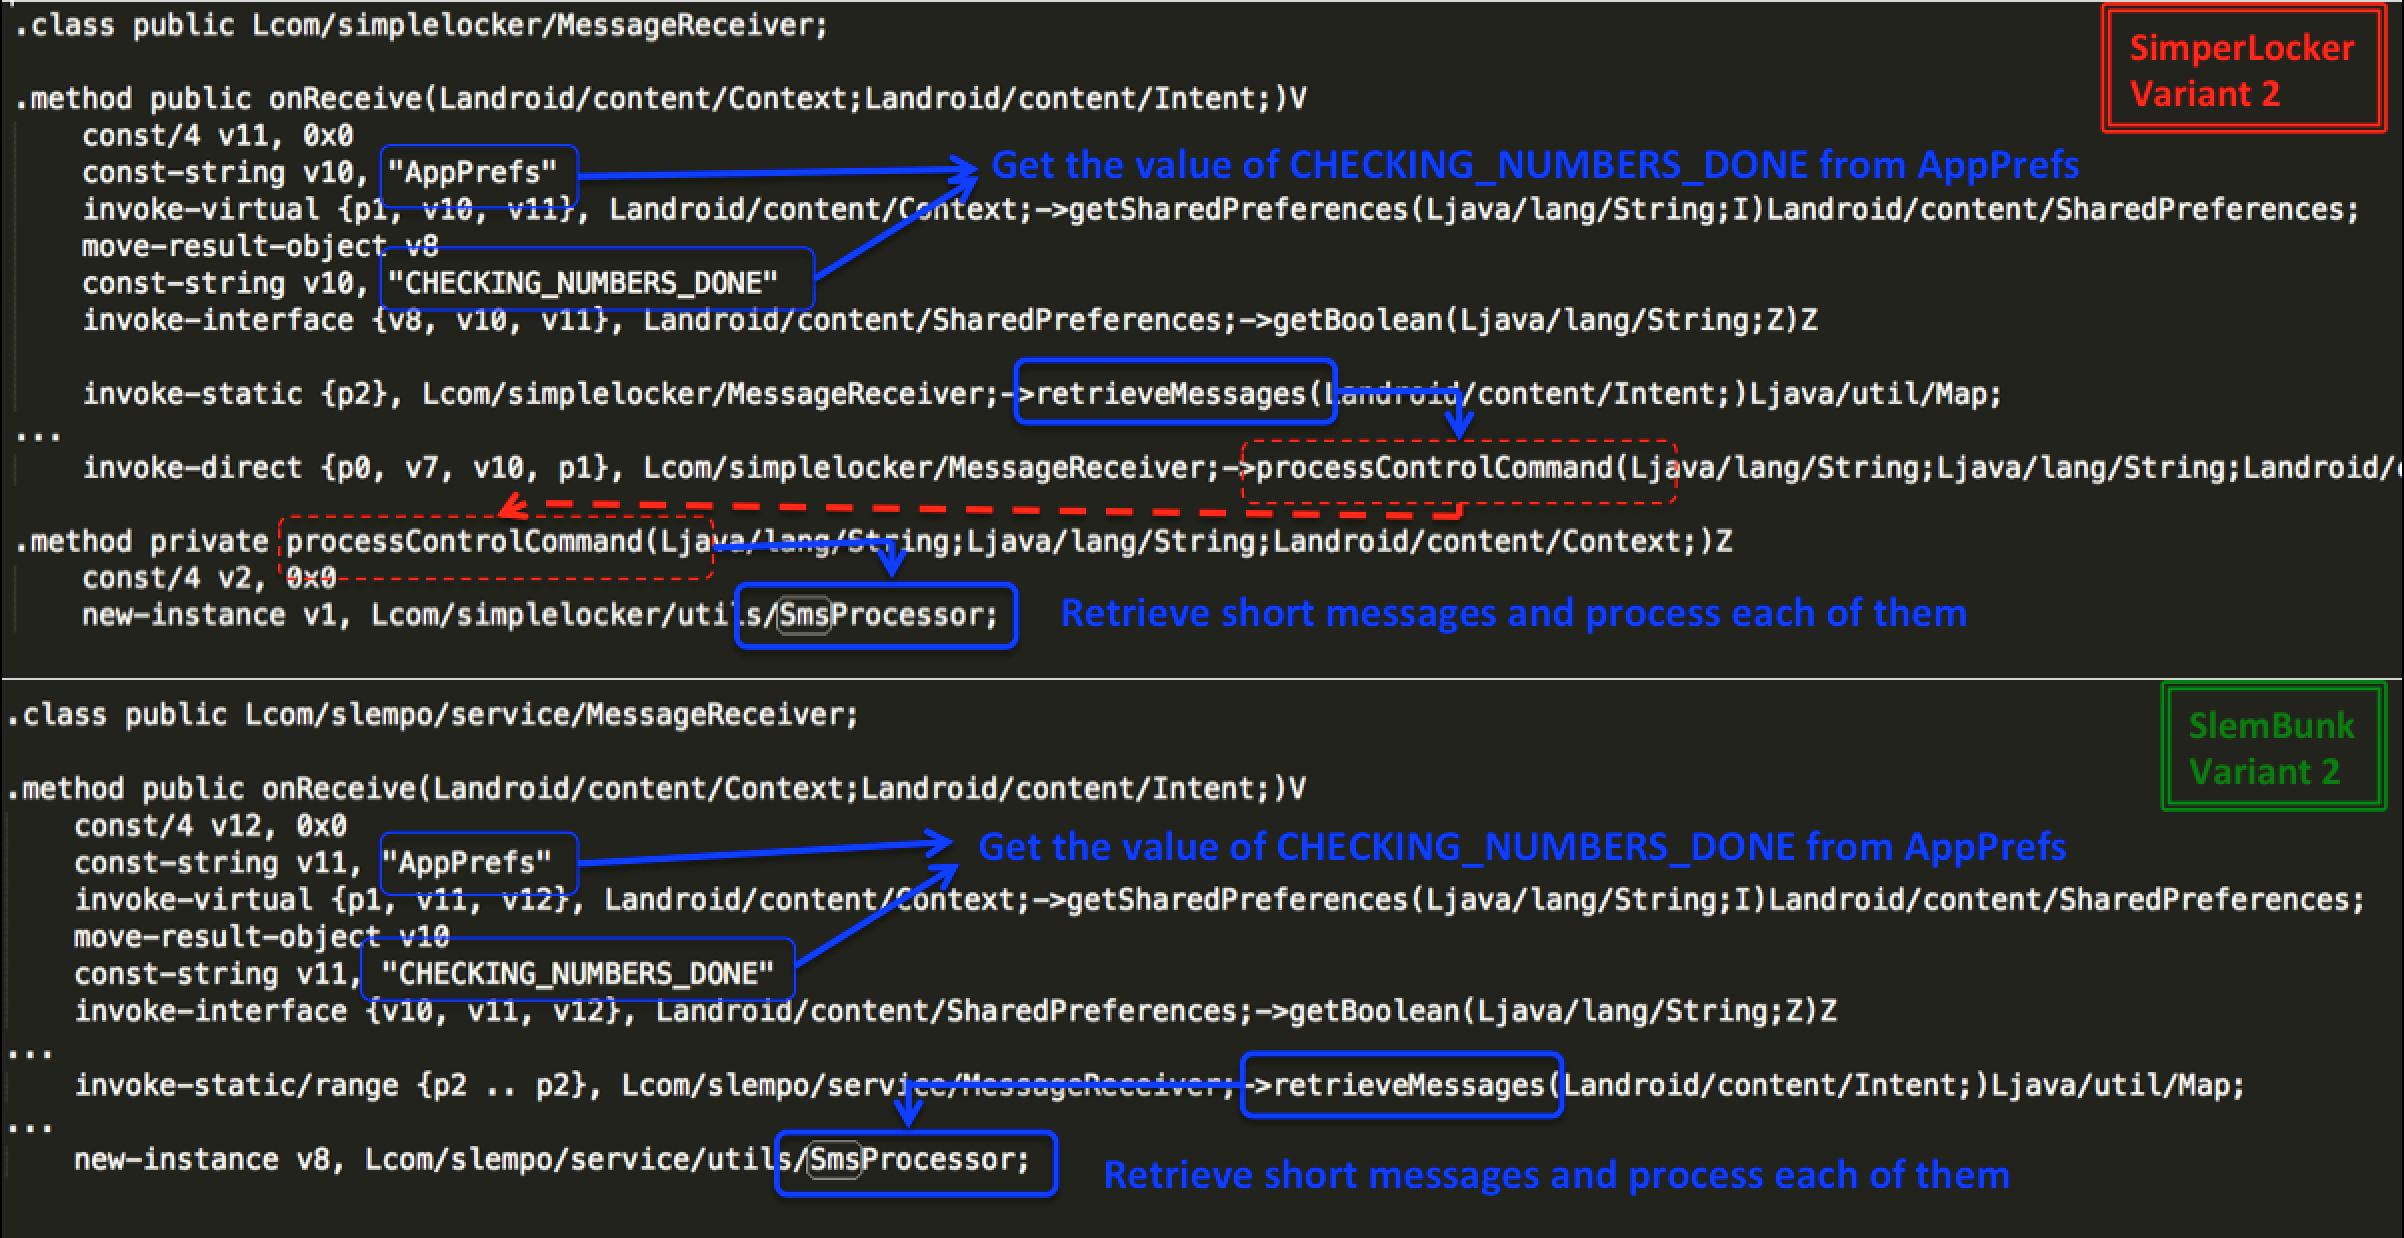 .class public Lcom/simplelocker/MessageReceiver;
SimperLocker
Variant 2
.method public onReceive(Landroid/content/Context;Landroid/content/Intent;)V
const/4 v11, 0x0
const-string v10, "AppPrefs"
Get the value of CHECKING_NUMBERS_DONE from AppPrefs
invoke-virtual {p1, v10, v11}, Landroid/content/Context;->getSharedPreferences(Ljava/lang/String;I)Landroid/content/SharedPreferences;
move-result-object v8
const-string v10, "CHECKING_NUMBERS_DONE"
invoke-interface {v8, v10, v11}, Landroid/content/SharedPreferences;->getBoolean(Ljava/lang/String;Z)Z
invoke-static {p2}, Lcom/simplelocker/MessageReceiver;->retrieveMessages(Landroid/content/Intent;)Ljava/util/Map;
...
invoke-direct {p0, v7, v10, p1}, Lcom/simplelocker/MessageReceiver;->processControlCommand(Ljava/lang/String;Ljava/lang/String;Landroid/
.method private processControlCommand(Ljava/lang/String;Ljava/lang/String;Landroid/content/Context;)Z
const/4 v2, 0x0
new-instance v1, Lcom/simplelocker/utils/SmsProcessor;
Retrieve short messages and process each of them
.class public Lcom/slempo/service/MessageReceiver;
SlemBunk
Variant 2
.method public onReceive(Landroid/content/Context;Landroid/content/Intent;)V
const/4 v12, 0x0
const-string v11, "AppPrefs"
Get the value of CHECKING_NUMBERS_DONE from AppPrefs
invoke-virtual {p1, v11, v12}, Landroid/content/Context;->getSharedPreferences(Ljava/lang/String;I)Landroid/content/SharedPreferences;
move-result-object v10
const-string v11, "CHECKING_NUMBERS_DONE"
invoke-interface {v10, v11, v12}, Landroid/content/SharedPreferences;->getBoolean(Ljava/lang/String;Z)Z
...
invoke-static/range {p2 .. p2}, Lcom/slempo/service/MessageReceiver;->retrieveMessages(Landroid/content/Intent;)Ljava/util/Map;
...
new-instance v8, Lcom/slempo/service/utils/SmsProcessor;
Retrieve short messages and process each of them